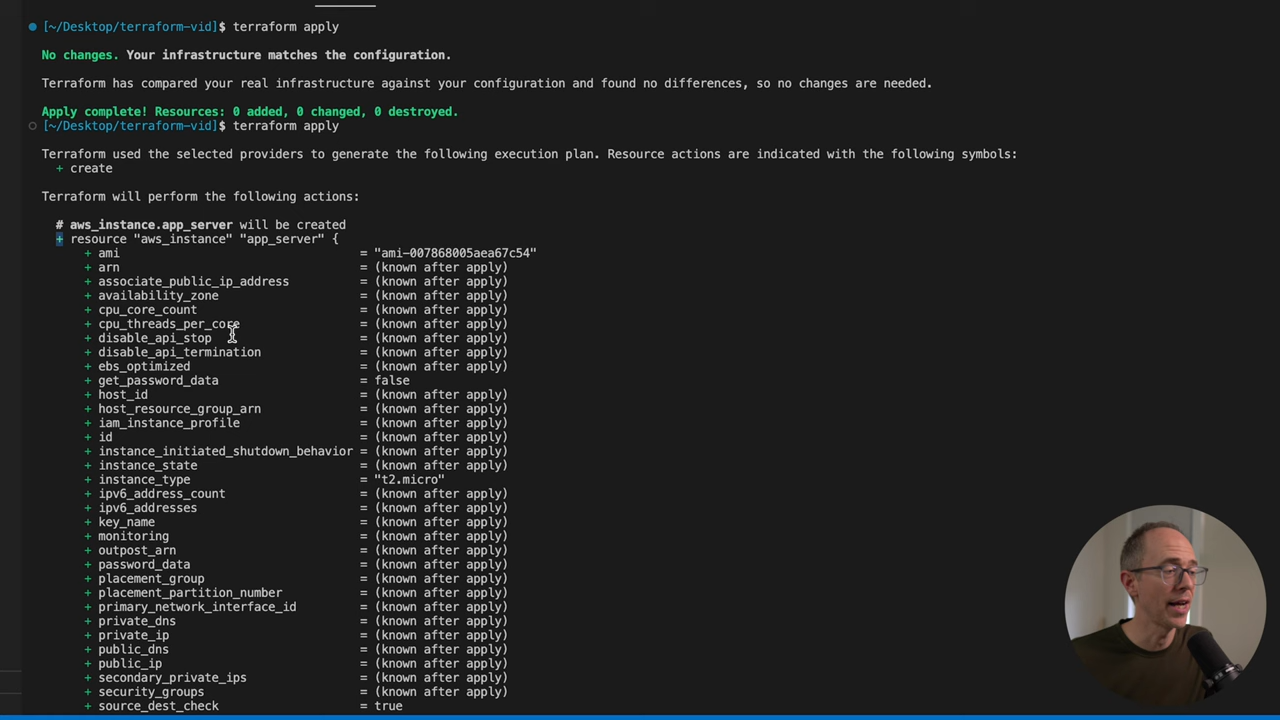 [~/Desktop/terraform-vid]$ terraform apply
No changes. Your infrastructure matches the configuration.
Terraform has compared your real infrastructure against your configuration and found no differences, so no changes are needed.
Apply complete! Resources: 0 added, 0 changed, 0 destroyed.
[~/Desktop/terraform-vid]$ terraform apply
Terraform used the selected providers to generate the following execution plan. Resource actions are indicated with the following symbols:
+ create
Terraform will perform the following actions:
# aws_instance.app_server will be created
+ resource "aws_instance" "app_server" {
+ ami = "ami-007868005aea67c54"
+ arn = (known after apply)
+ associate_public_ip_address = (known after apply)
+ availability_zone = (known after apply)
+ cpu_core_count = (known after apply)
+ cpu_threads_per_core = (known after apply)
+ disable_api_stop = (known after apply)
+ disable_api_termination = (known after apply)
+ ebs_optimized = (known after apply)
+ get_password_data = false
+ host_id = (known after apply)
+ host_resource_group_arn = (known after apply)
+ iam_instance_profile = (known after apply)
+ id = (known after apply)
+ instance_initiated_shutdown_behavior = (known after apply)
+ instance_state = (known after apply)
+ instance_type = "t2.micro"
+ ipv6_address_count = (known after apply)
+ ipv6_addresses = (known after apply)
+ key_name = (known after apply)
+ monitoring = (known after apply)
+ outpost_arn = (known after apply)
+ password_data = (known after apply)
+ placement_group = (known after apply)
+ placement_partition_number = (known after apply)
+ primary_network_interface_id = (known after apply)
+ private_dns = (known after apply)
+ private_ip = (known after apply)
+ public_dns = (known after apply)
+ public_ip = (known after apply)
+ secondary_private_ips = (known after apply)
+ security_groups = (known after apply)
+ source_dest_check = true